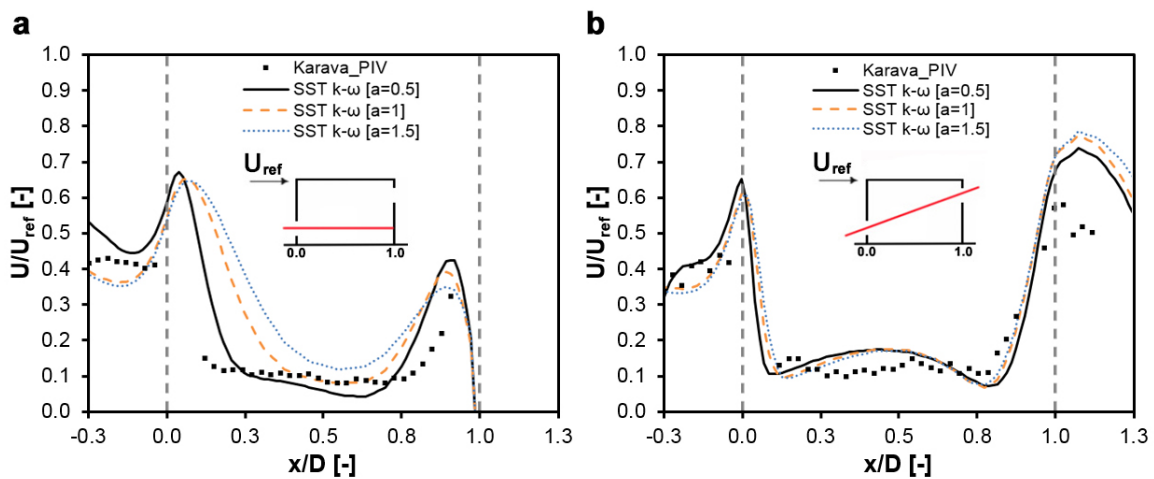 a
1.0
0.9
0.8
0.7
0.6
0.5
0.4
0.3
0.2
0.1
0.0
U/Uref [-]
Karava_PIV
SST k-ω [a=0.5]
SST k-ω [a=1]
SST k-ω [a=1.5]
Uref
0.0 1.0
-0.3 0.0 0.3 0.5 0.8 1.0 1.3
x/D [-]
b
1.0
0.9
0.8
0.7
0.6
0.5
0.4
0.3
0.2
0.1
0.0
U/Uref [-]
Karava_PIV
SST k-ω [a=0.5]
SST k-ω [a=1]
SST k-ω [a=1.5]
Uref
0.0 1.0
-0.3 0.0 0.3 0.5 0.8 1.0 1.3
x/D [-]